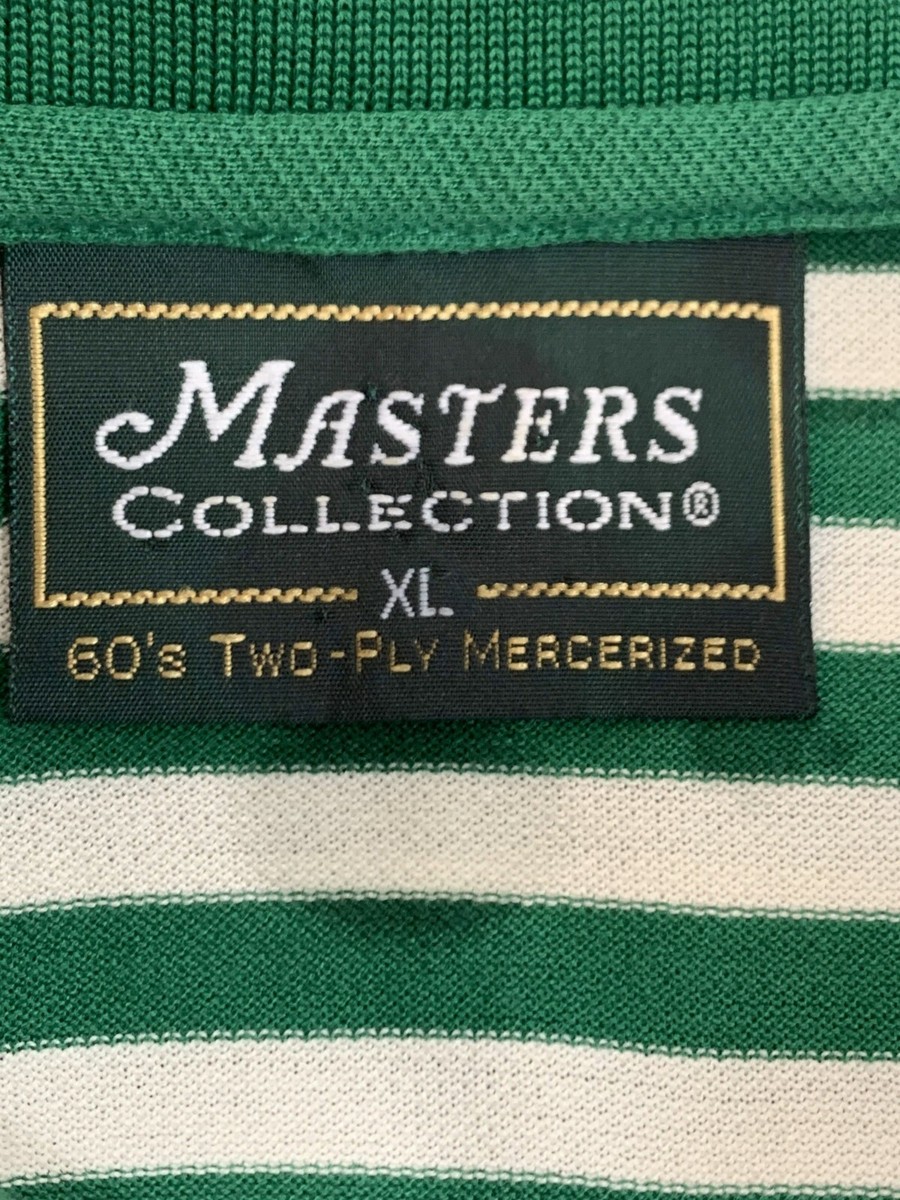 MASTERS
COLLECTION®
XL
60's TWO-PLY MERCERIZED